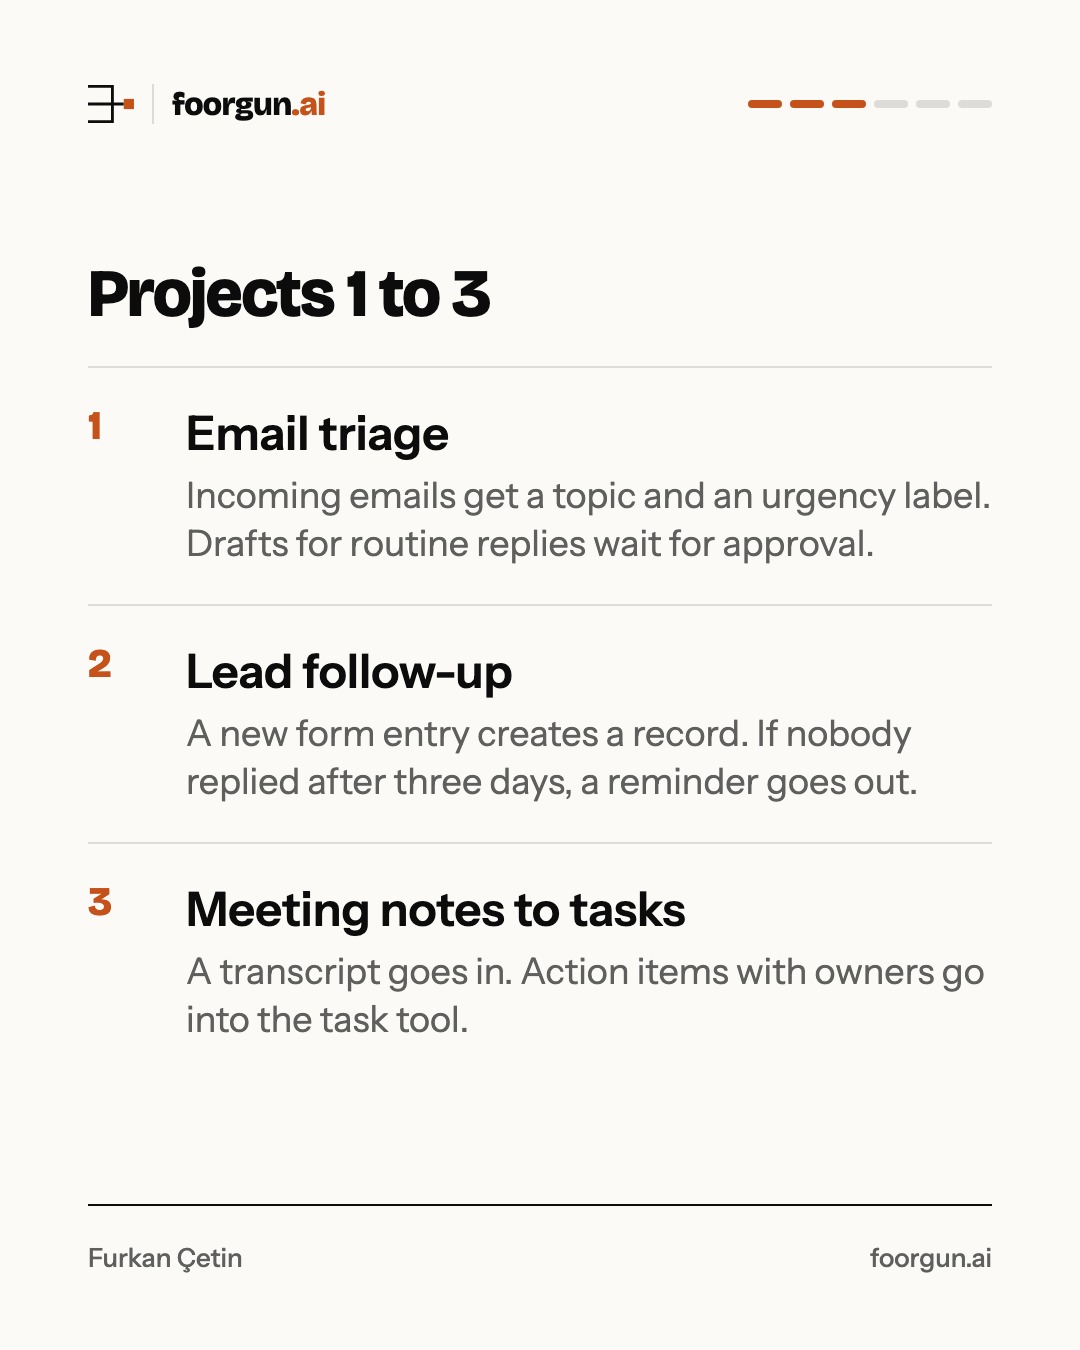 foorgun.ai
Projects 1 to 3
1
Email triage
Incoming emails get a topic and an urgency label.
Drafts for routine replies wait for approval.
2
Lead follow-up
A new form entry creates a record. If nobody
replied after three days, a reminder goes out.
3
Meeting notes to tasks
A transcript goes in. Action items with owners go
into the task tool.
Furkan Çetin
foorgun.ai